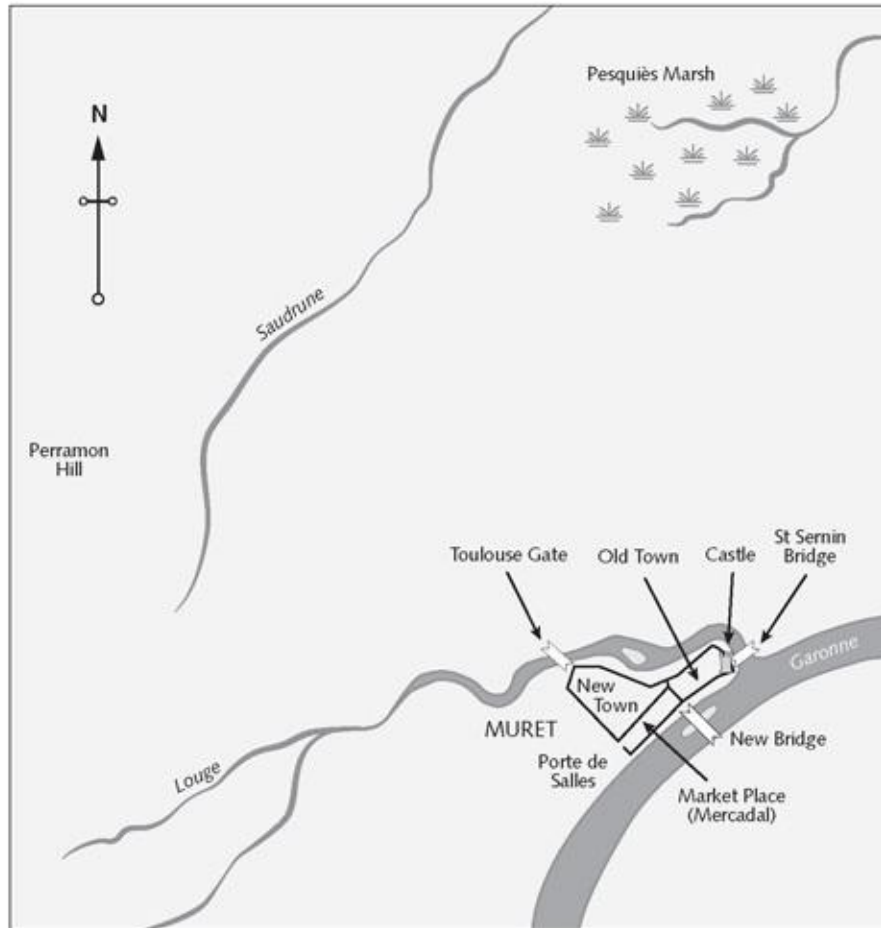 Pesquiès Marsh
N
Saudrune
Perramon
Hill
St Sernin
Bridge
Toulouse Gate
Old Town
Castle
Garonne
New
Town
MURET
New Bridge
Porte de
Salles
Louge
Market Place
(Mercadal)